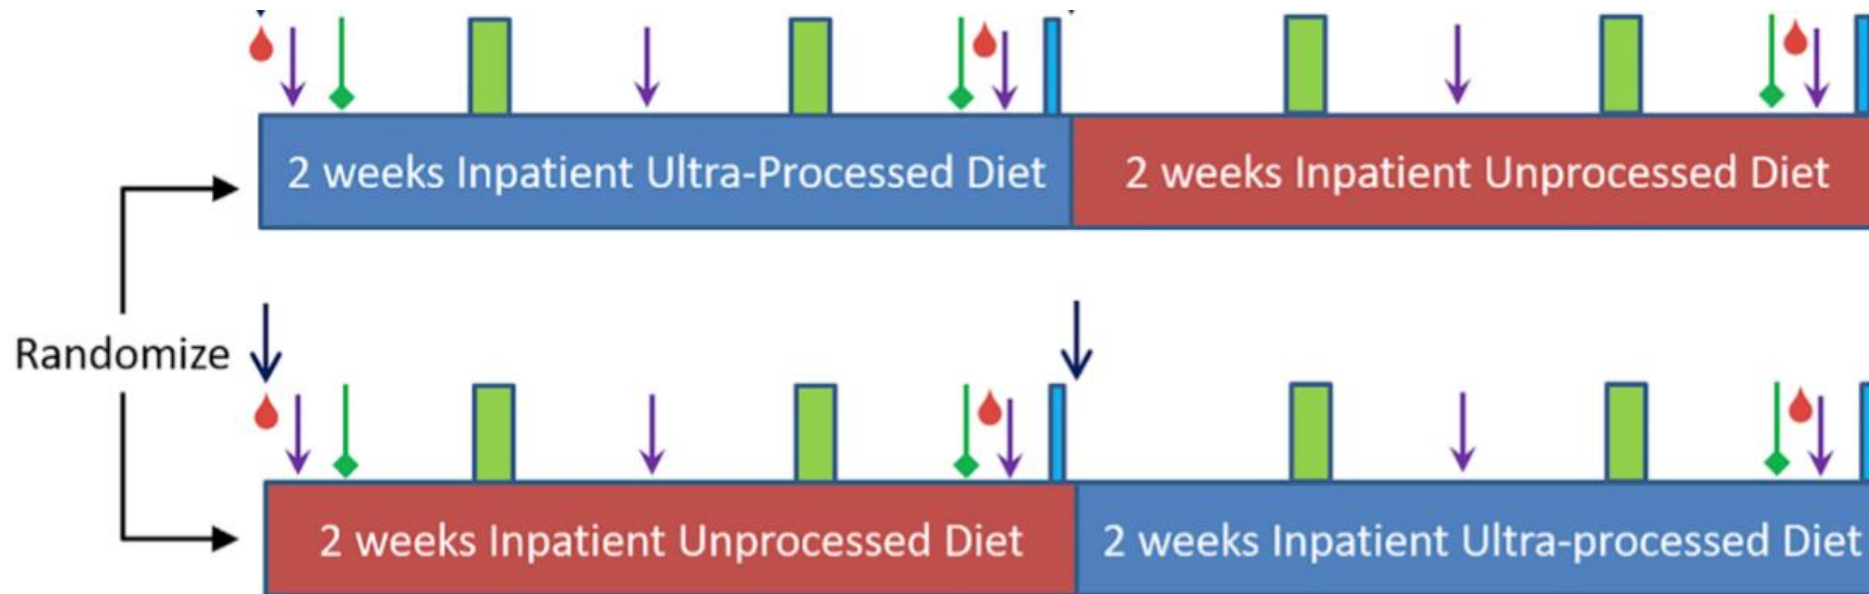 2 weeks Inpatient Ultra-Processed Diet
2 weeks Inpatient Unprocessed Diet
Randomize
2 weeks Inpatient Unprocessed Diet
2 weeks Inpatient Ultra-processed Diet